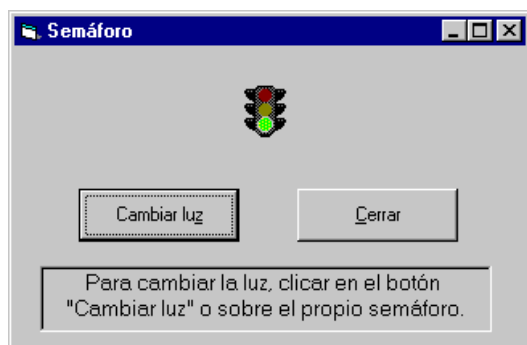 Semáforo
Cambiar luz
Cerrar
Para cambiar la luz, clicar en el botón
"Cambiar luz" o sobre el propio semáforo.